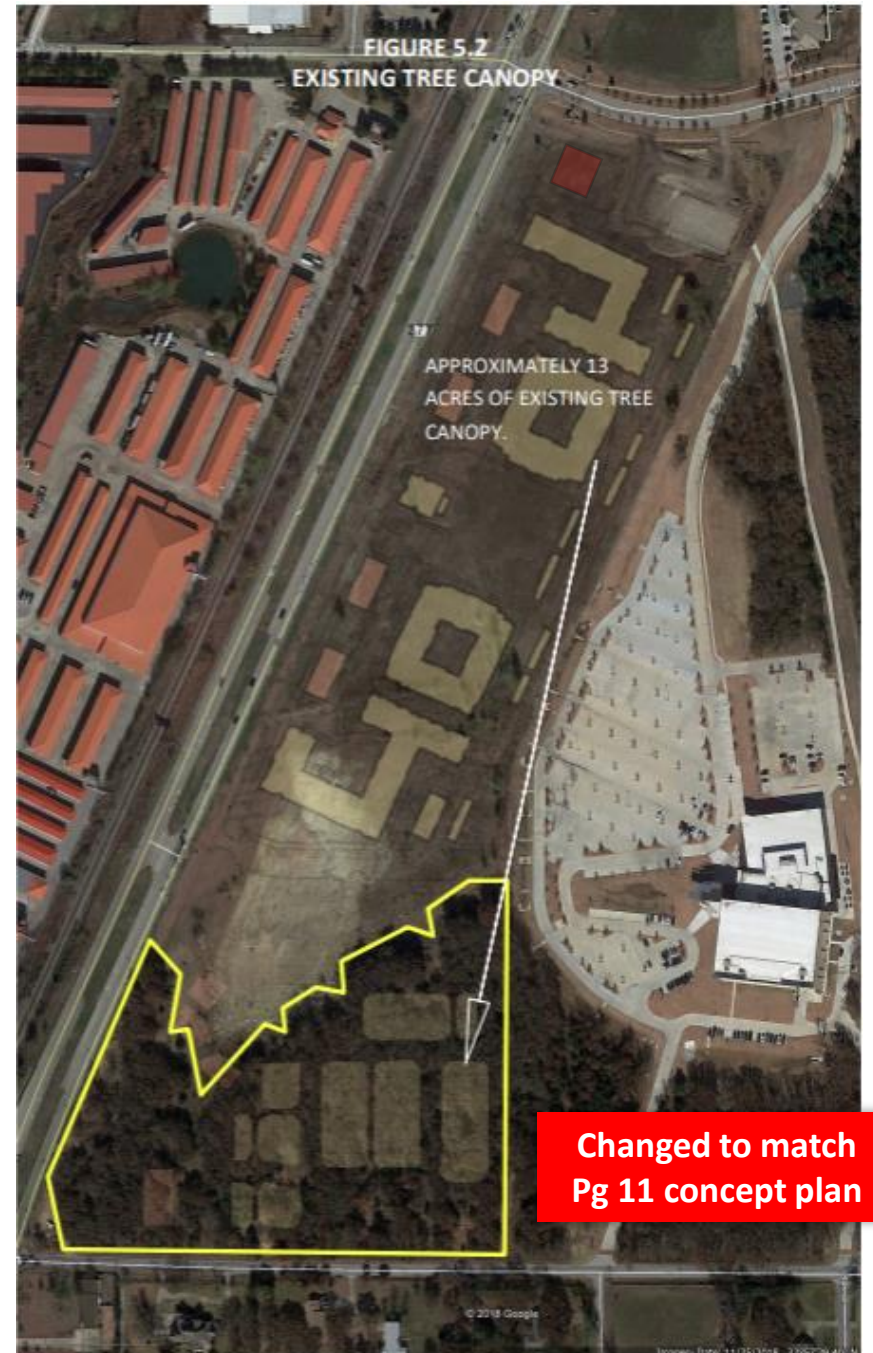 FIGURE 5.2
EXISTING TREE CANOPY
APPROXIMATELY 13
ACRES OF EXISTING TREE
CANOPY.
Changed to match
Pg 11 concept plan
© 2018 Google